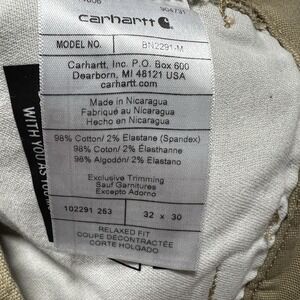 carhartt
MODEL NO. BN2291-M
Carhartt, Inc. P.O. Box 600
Dearborn, MI 48121 USA
carhartt.com
Made in Nicaragua
Fabriqué au Nicaragua
Hecho en Nicaragua
98% Cotton/ 2% Elastane (Spandex)
98% Coton/ 2% Élasthanne
98% Algodón/ 2% Elastano
Exclusive Trimming
Sauf Garnitures
Excepto Adorno
102291 253 32 x 30
RELAXED FIT
COUPE DÉCONTRACTÉE
CORTE HOLGADO
WITH YOU AS